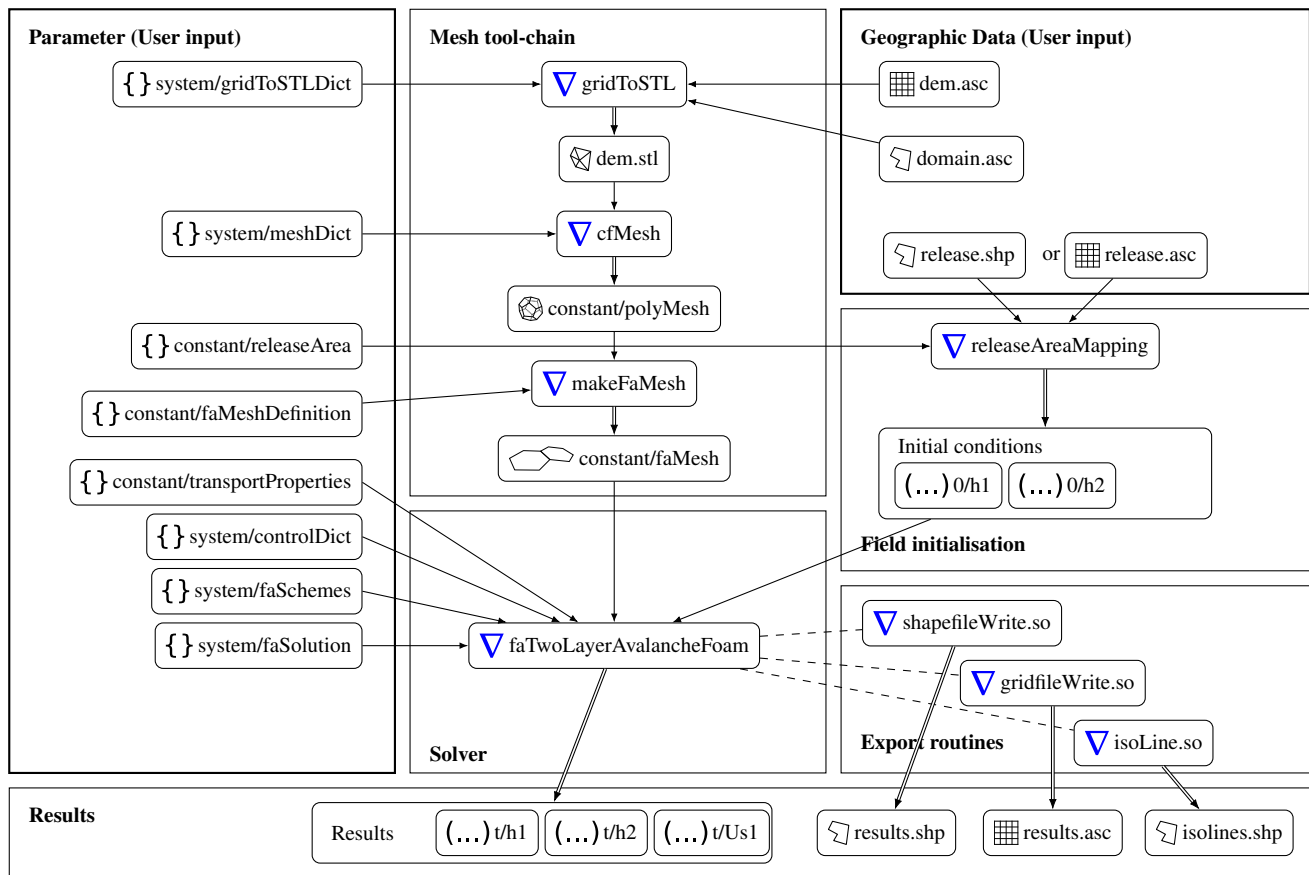 Parameter (User input)
{} system/gridToSTLDict
{} system/meshDict
{} constant/releaseArea
{} constant/faMeshDefinition
{} constant/transportProperties
{} system/controlDict
{} system/faSchemes
{} system/faSolution
Mesh tool-chain
gridToSTL
dem.stl
cfMesh
constant/polyMesh
makeFaMesh
constant/faMesh
faTwoLayerAvalancheFoam
Solver
Geographic Data (User input)
dem.asc
domain.asc
release.shp or release.asc
releaseAreaMapping
Initial conditions
(...) 0/h1 (...) 0/h2
Field initialisation
shapefileWrite.so
gridfileWrite.so
isoLine.so
Export routines
Results
Results (...) t/h1 (...) t/h2 (...) t/Us1
results.shp
results.asc
isolines.shp